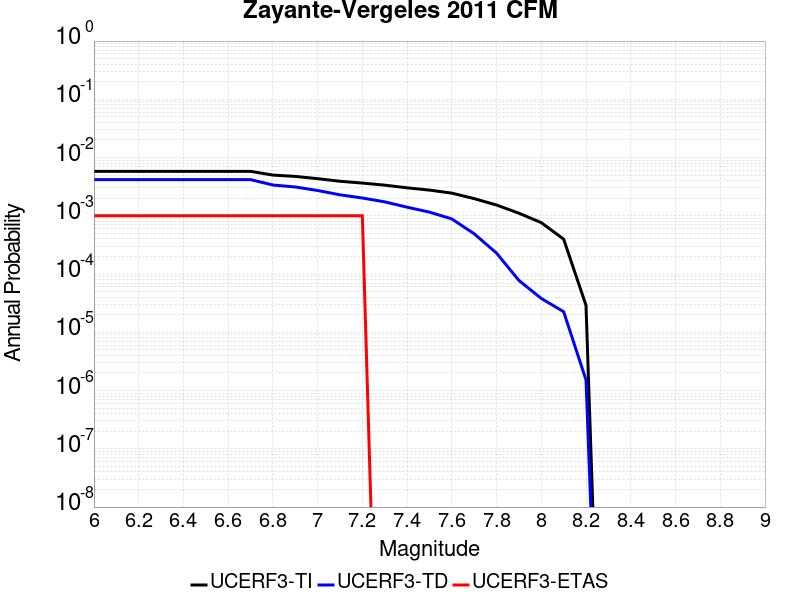 Zayante-Vergeles 2011 CFM
10^0
10^-1
10^-2
10^-3
10^-4
10^-5
10^-6
10^-7
10^-8
Annual Probability
6 6.2 6.4 6.6 6.8 7 7.2 7.4 7.6 7.8 8 8.2 8.4 8.6 8.8 9
Magnitude
UCERF3-TI UCERF3-TD UCERF3-ETAS